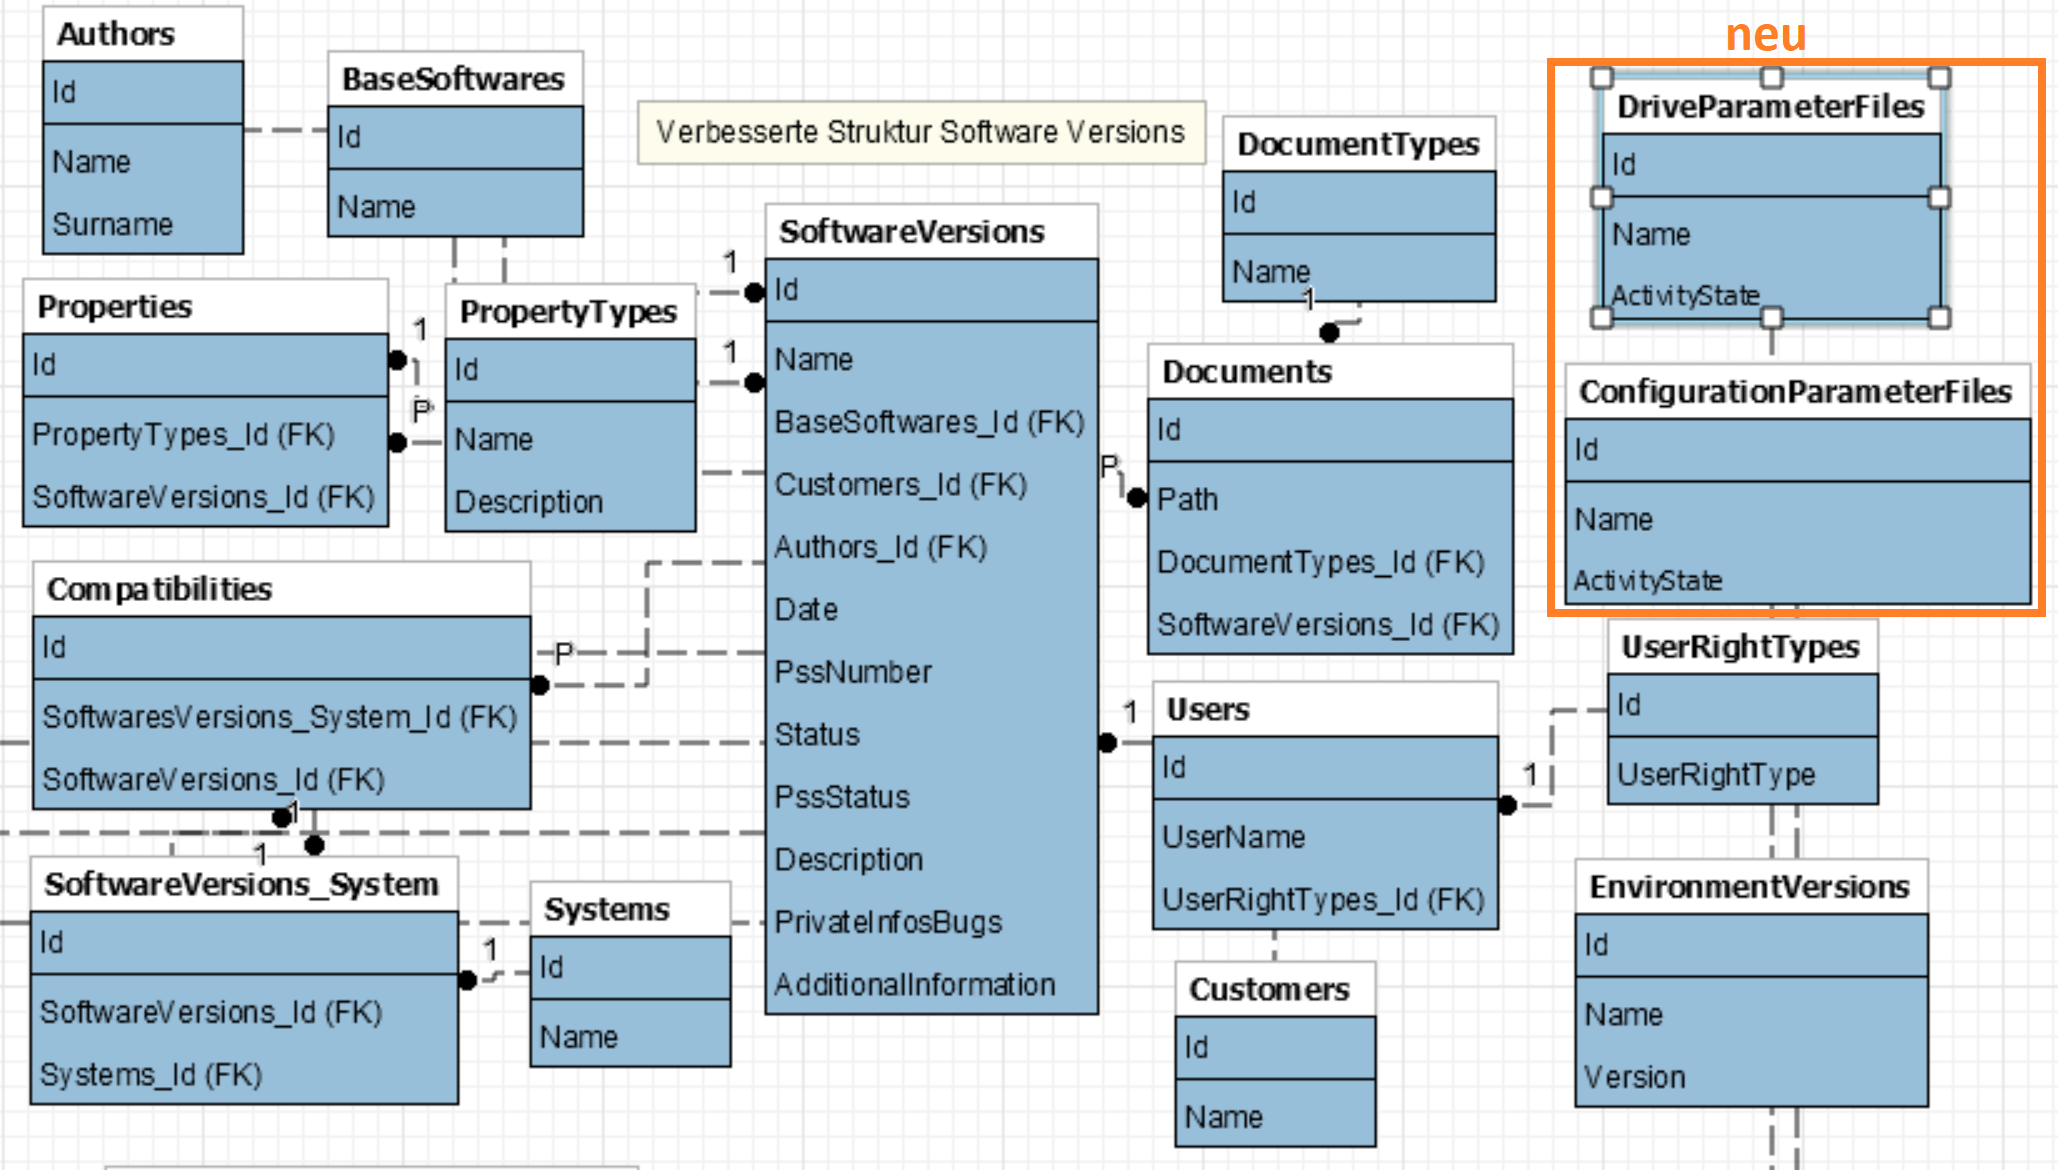 neu
Authors
Id
Name
Surname
BaseSoftwares
Id
Name
Verbesserte Struktur Software Versions
DocumentTypes
Id
Name
1
DriveParameterFiles
Id
Name
ActivityState
Properties
Id
PropertyTypes_Id (FK)
SoftwareVersions_Id (FK)
1
P
PropertyTypes
Id
Name
Description
1
1
SoftwareVersions
Id
Name
BaseSoftwares_Id (FK)
Customers_Id (FK)
Authors_Id (FK)
Date
PssNumber
Status
PssStatus
Description
PrivateInfosBugs
AdditionalInformation
P
Documents
Id
Path
DocumentTypes_Id (FK)
SoftwareVersions_Id (FK)
ConfigurationParameterFiles
Id
Name
ActivityState
Compatibilities
Id
SoftwaresVersions_System_Id (FK)
SoftwareVersions_Id (FK)
P
1
1
1
Users
Id
UserName
UserRightTypes_Id (FK)
1
UserRightTypes
Id
UserRightType
SoftwareVersions_System
Id
SoftwareVersions_Id (FK)
Systems_Id (FK)
1
Systems
Id
Name
Customers
Id
Name
EnvironmentVersions
Id
Name
Version